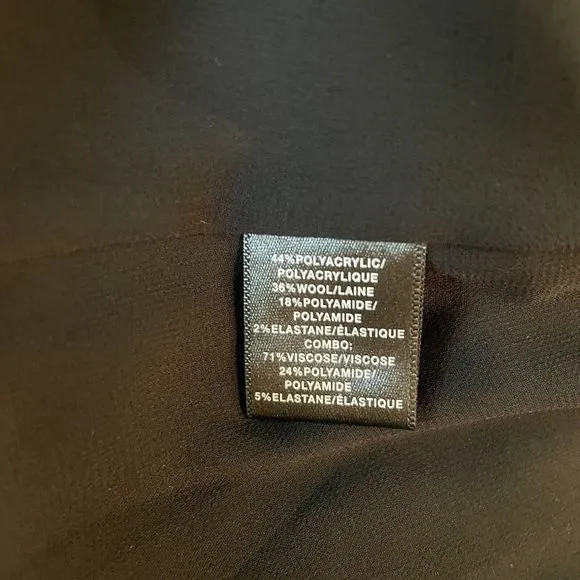 44%POLYACRYLIC/
POLYACRYLIQUE
36%WOOL/LAINE
18%POLYAMIDE/
POLYAMIDE
2%ELASTANE/ÉLASTIQUE
COMBO:
71%VISCOSE/VISCOSE
24%POLYAMIDE/
POLYAMIDE
5%ELASTANE/ÉLASTIQUE